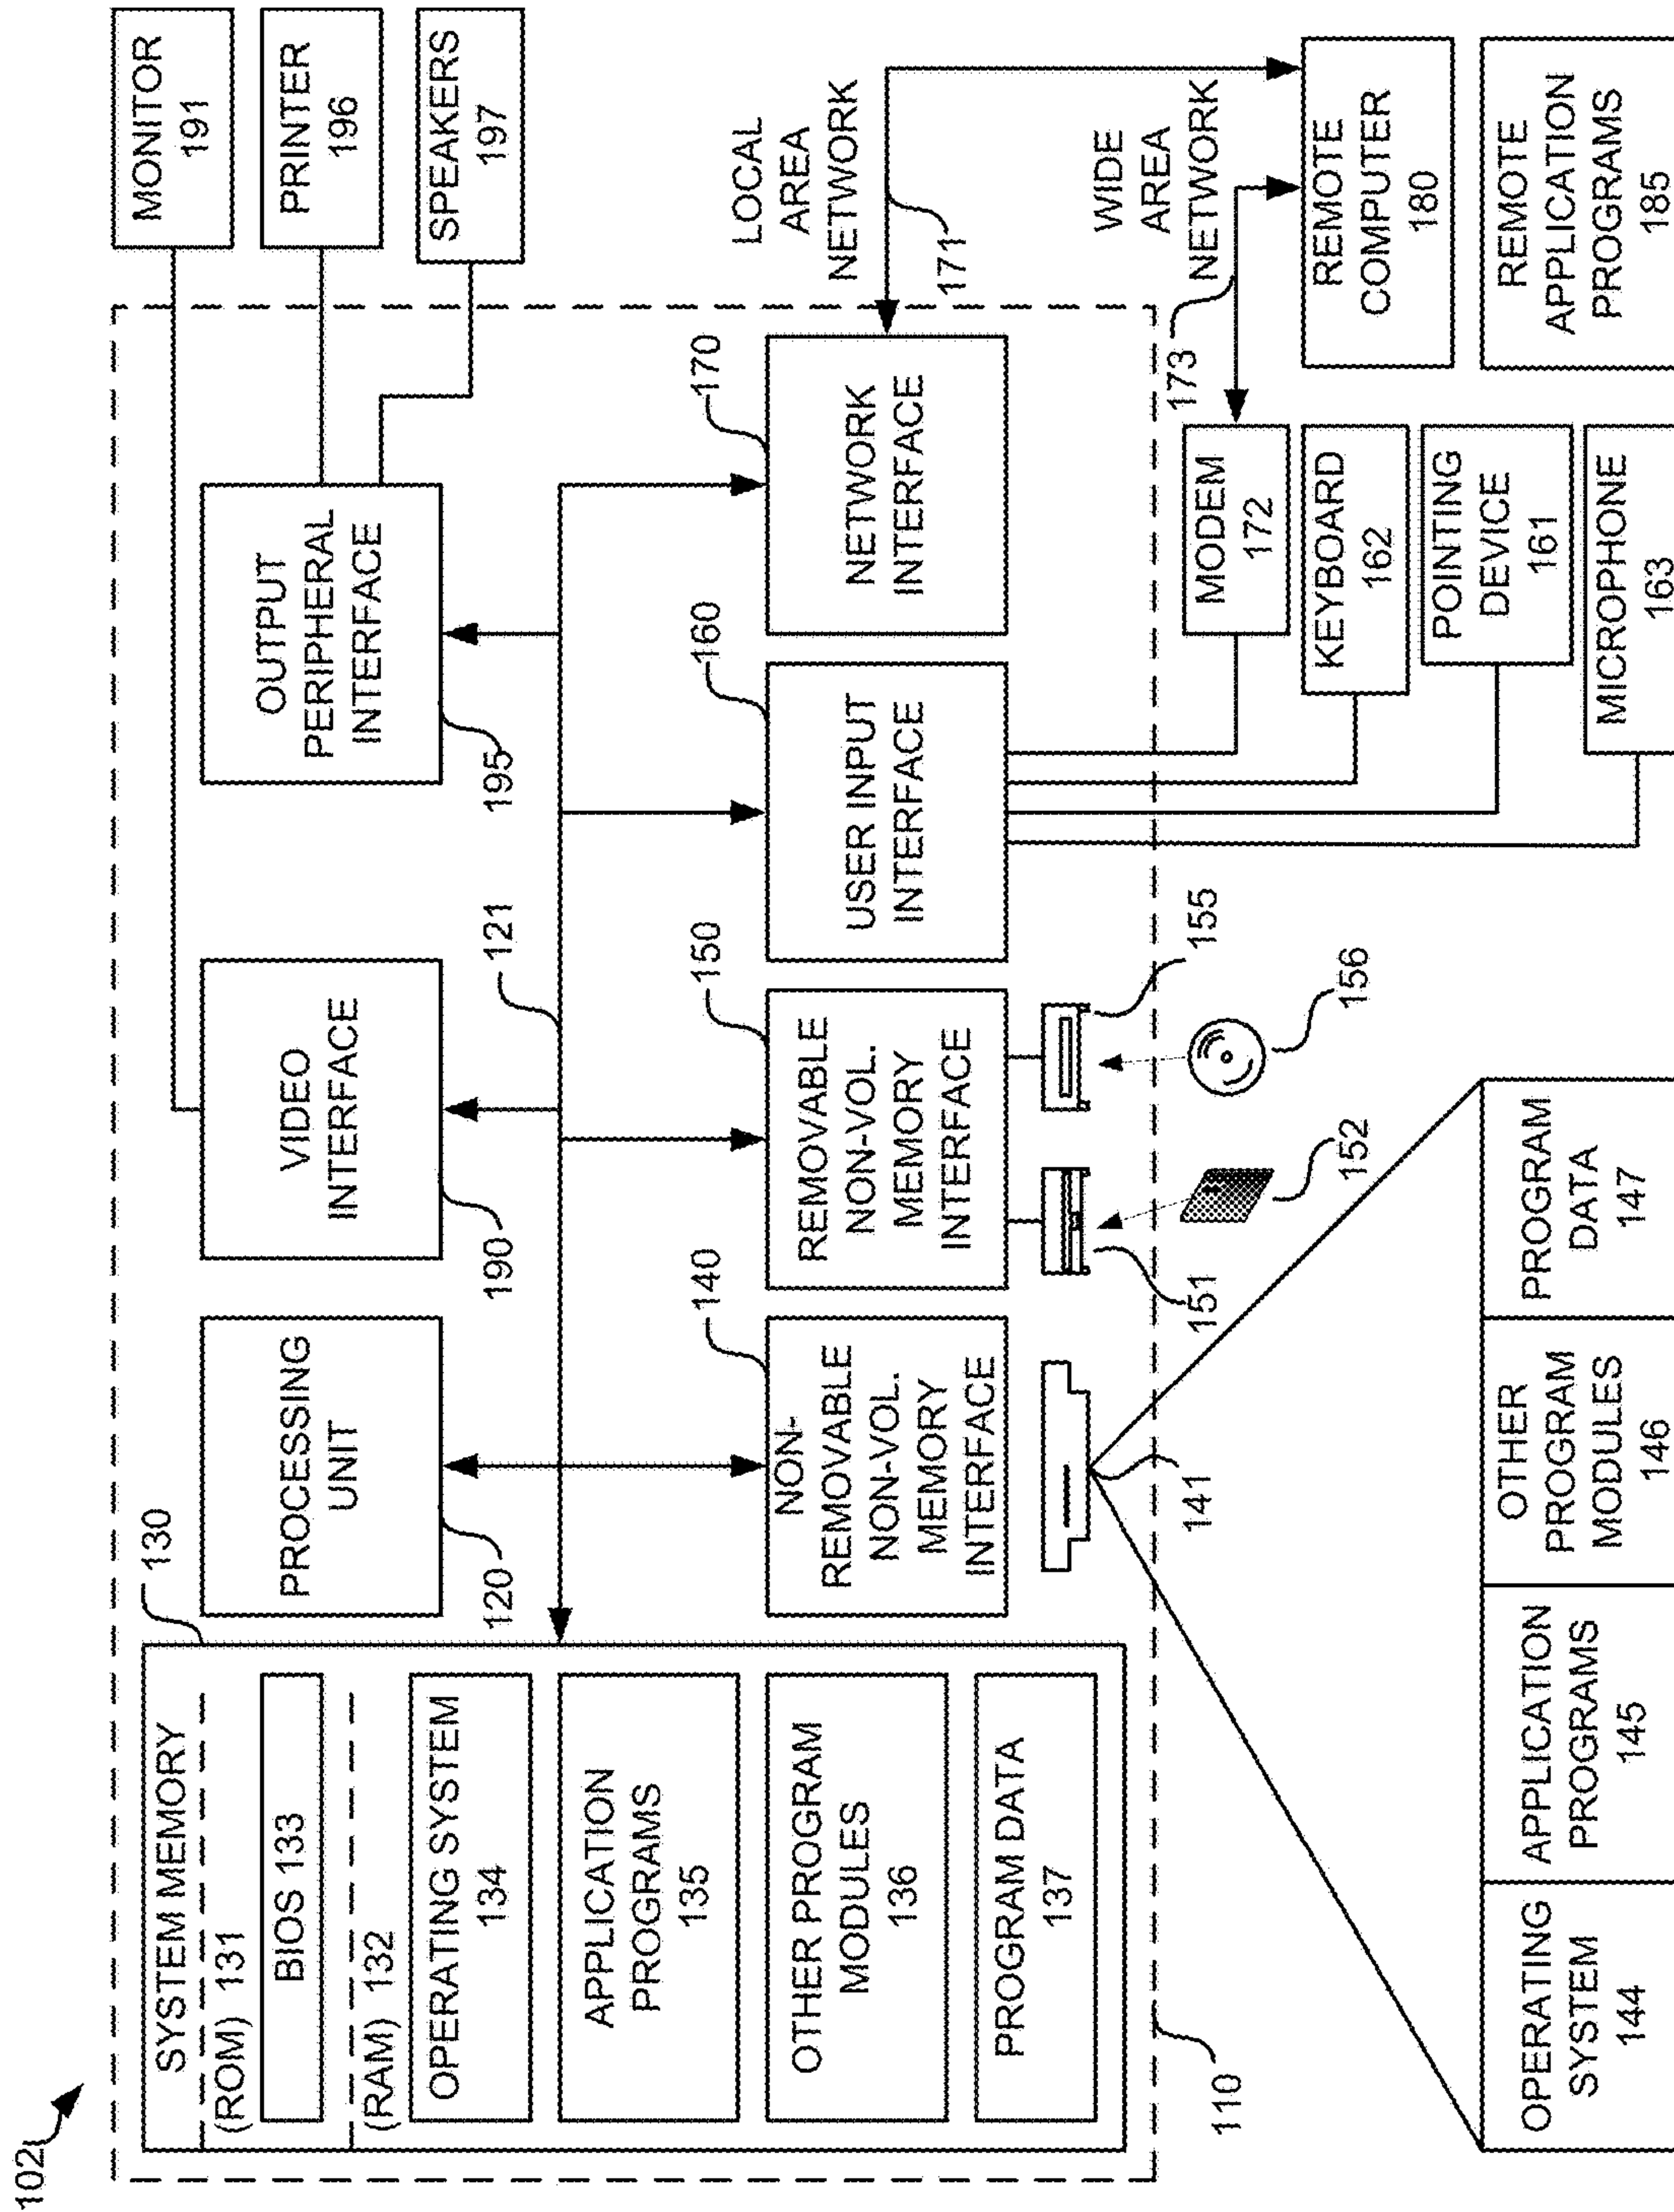 102
SYSTEM MEMORY
(ROM) 131
BIOS 133
(RAM) 132
OPERATING SYSTEM
134
APPLICATION
PROGRAMS
135
OTHER PROGRAM
MODULES
136
PROGRAM DATA
137
130
PROCESSING
UNIT
120
VIDEO
INTERFACE
190
121
OUTPUT
PERIPHERAL
INTERFACE
195
MONITOR
191
PRINTER
196
SPEAKERS
197
140
NON-
REMOVABLE
NON-VOL.
MEMORY
INTERFACE
150
REMOVABLE
NON-VOL.
MEMORY
INTERFACE
160
USER INPUT
INTERFACE
170
NETWORK
INTERFACE
LOCAL
AREA
NETWORK
171
110
141
151
152
155
156
173
WIDE
AREA
NETWORK
MODEM
172
KEYBOARD
162
POINTING
DEVICE
161
MICROPHONE
163
REMOTE
COMPUTER
180
REMOTE
APPLICATION
PROGRAMS
185
OPERATING
SYSTEM
144
APPLICATION
PROGRAMS
145
OTHER
PROGRAM
MODULES
146
PROGRAM
DATA
147